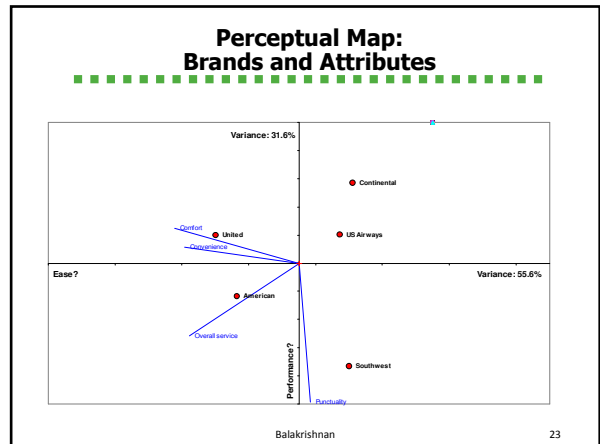 Perceptual Map:
Brands and Attributes
Variance: 31.6%
Continental
Comfort
United
US Airways
Convenience
Ease?
Variance: 55.6%
American
Overall service
Performance?
Southwest
Punctuality
Balakrishnan
23